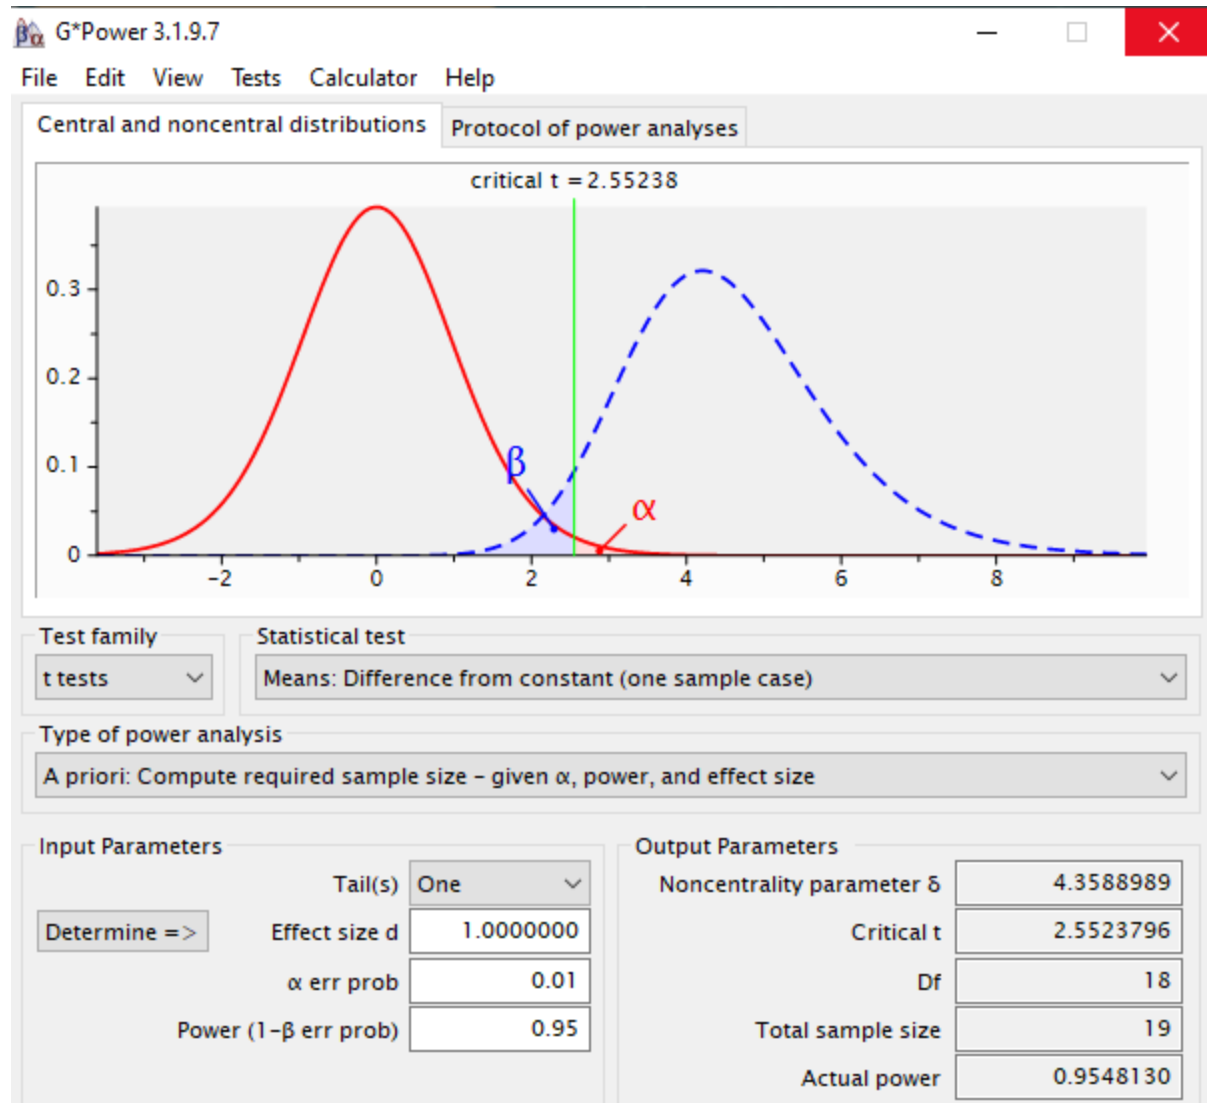 G*Power 3.1.9.7
File Edit View Tests Calculator Help
Central and noncentral distributions Protocol of power analyses
critical t = 2.55238
0.3
0.2
0.1
0
β
α
-2 0 2 4 6 8
Test family Statistical test
t tests Means: Difference from constant (one sample case)
Type of power analysis
A priori: Compute required sample size - given α, power, and effect size
Input Parameters Output Parameters
Tail(s) One Noncentrality parameter δ 4.3588989
Determine => Effect size d 1.0000000 Critical t 2.5523796
α err prob 0.01 Df 18
Power (1-β err prob) 0.95 Total sample size 19
Actual power 0.9548130